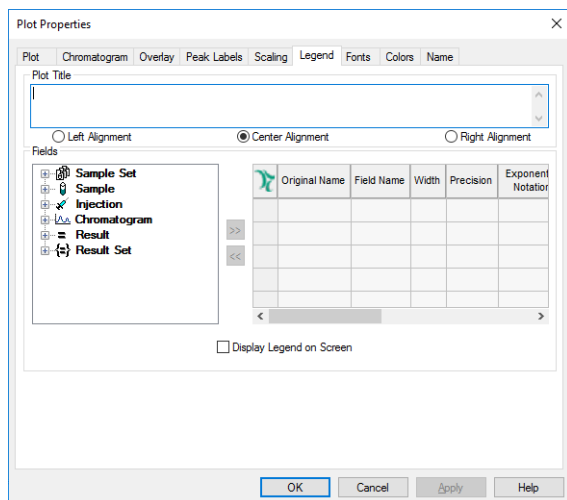 Plot Properties
Plot Chromatogram Overlay Peak Labels Scaling Legend Fonts Colors Name
Plot Title
Left Alignment Center Alignment Right Alignment
Fields
Sample Set
Sample
Injection
Chromatogram
= Result
{=} Result Set
>>
<<
Original Name Field Name Width Precision Exponent
Notation
Display Legend on Screen
OK Cancel Apply Help